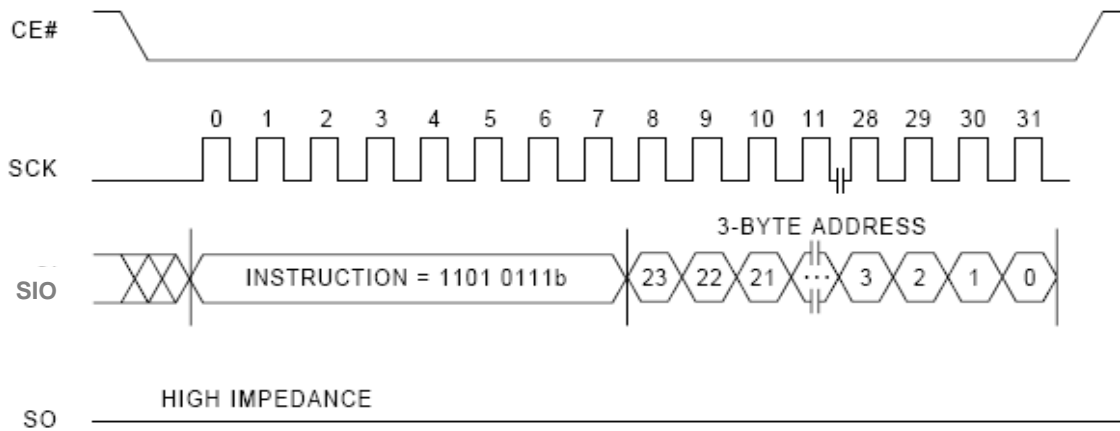 CE#
0 1 2 3 4 5 6 7 8 9 10 11 28 29 30 31
SCK
3-BYTE ADDRESS
SIO
INSTRUCTION = 1101 0111b 23 22 21 ... 3 2 1 0
HIGH IMPEDANCE
SO